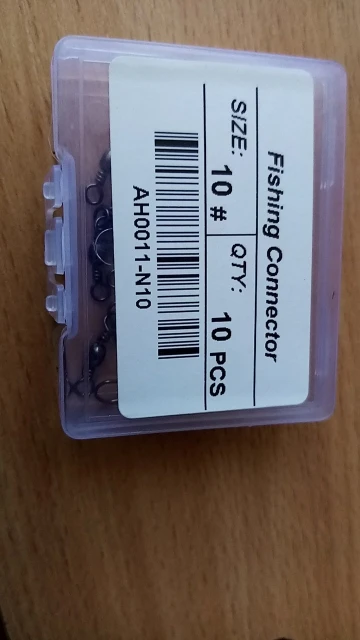 Fishing Connector
SIZE: 10 # QTY: 10 PCS
AH0011-N10